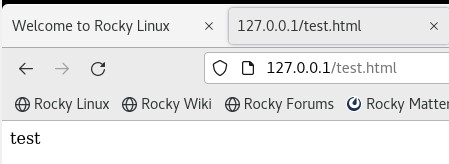 Welcome to Rocky Linux × 127.0.0.1/test.html ×
127.0.0.1/test.html
Rocky Linux Rocky Wiki Rocky Forums Rocky Matter
test